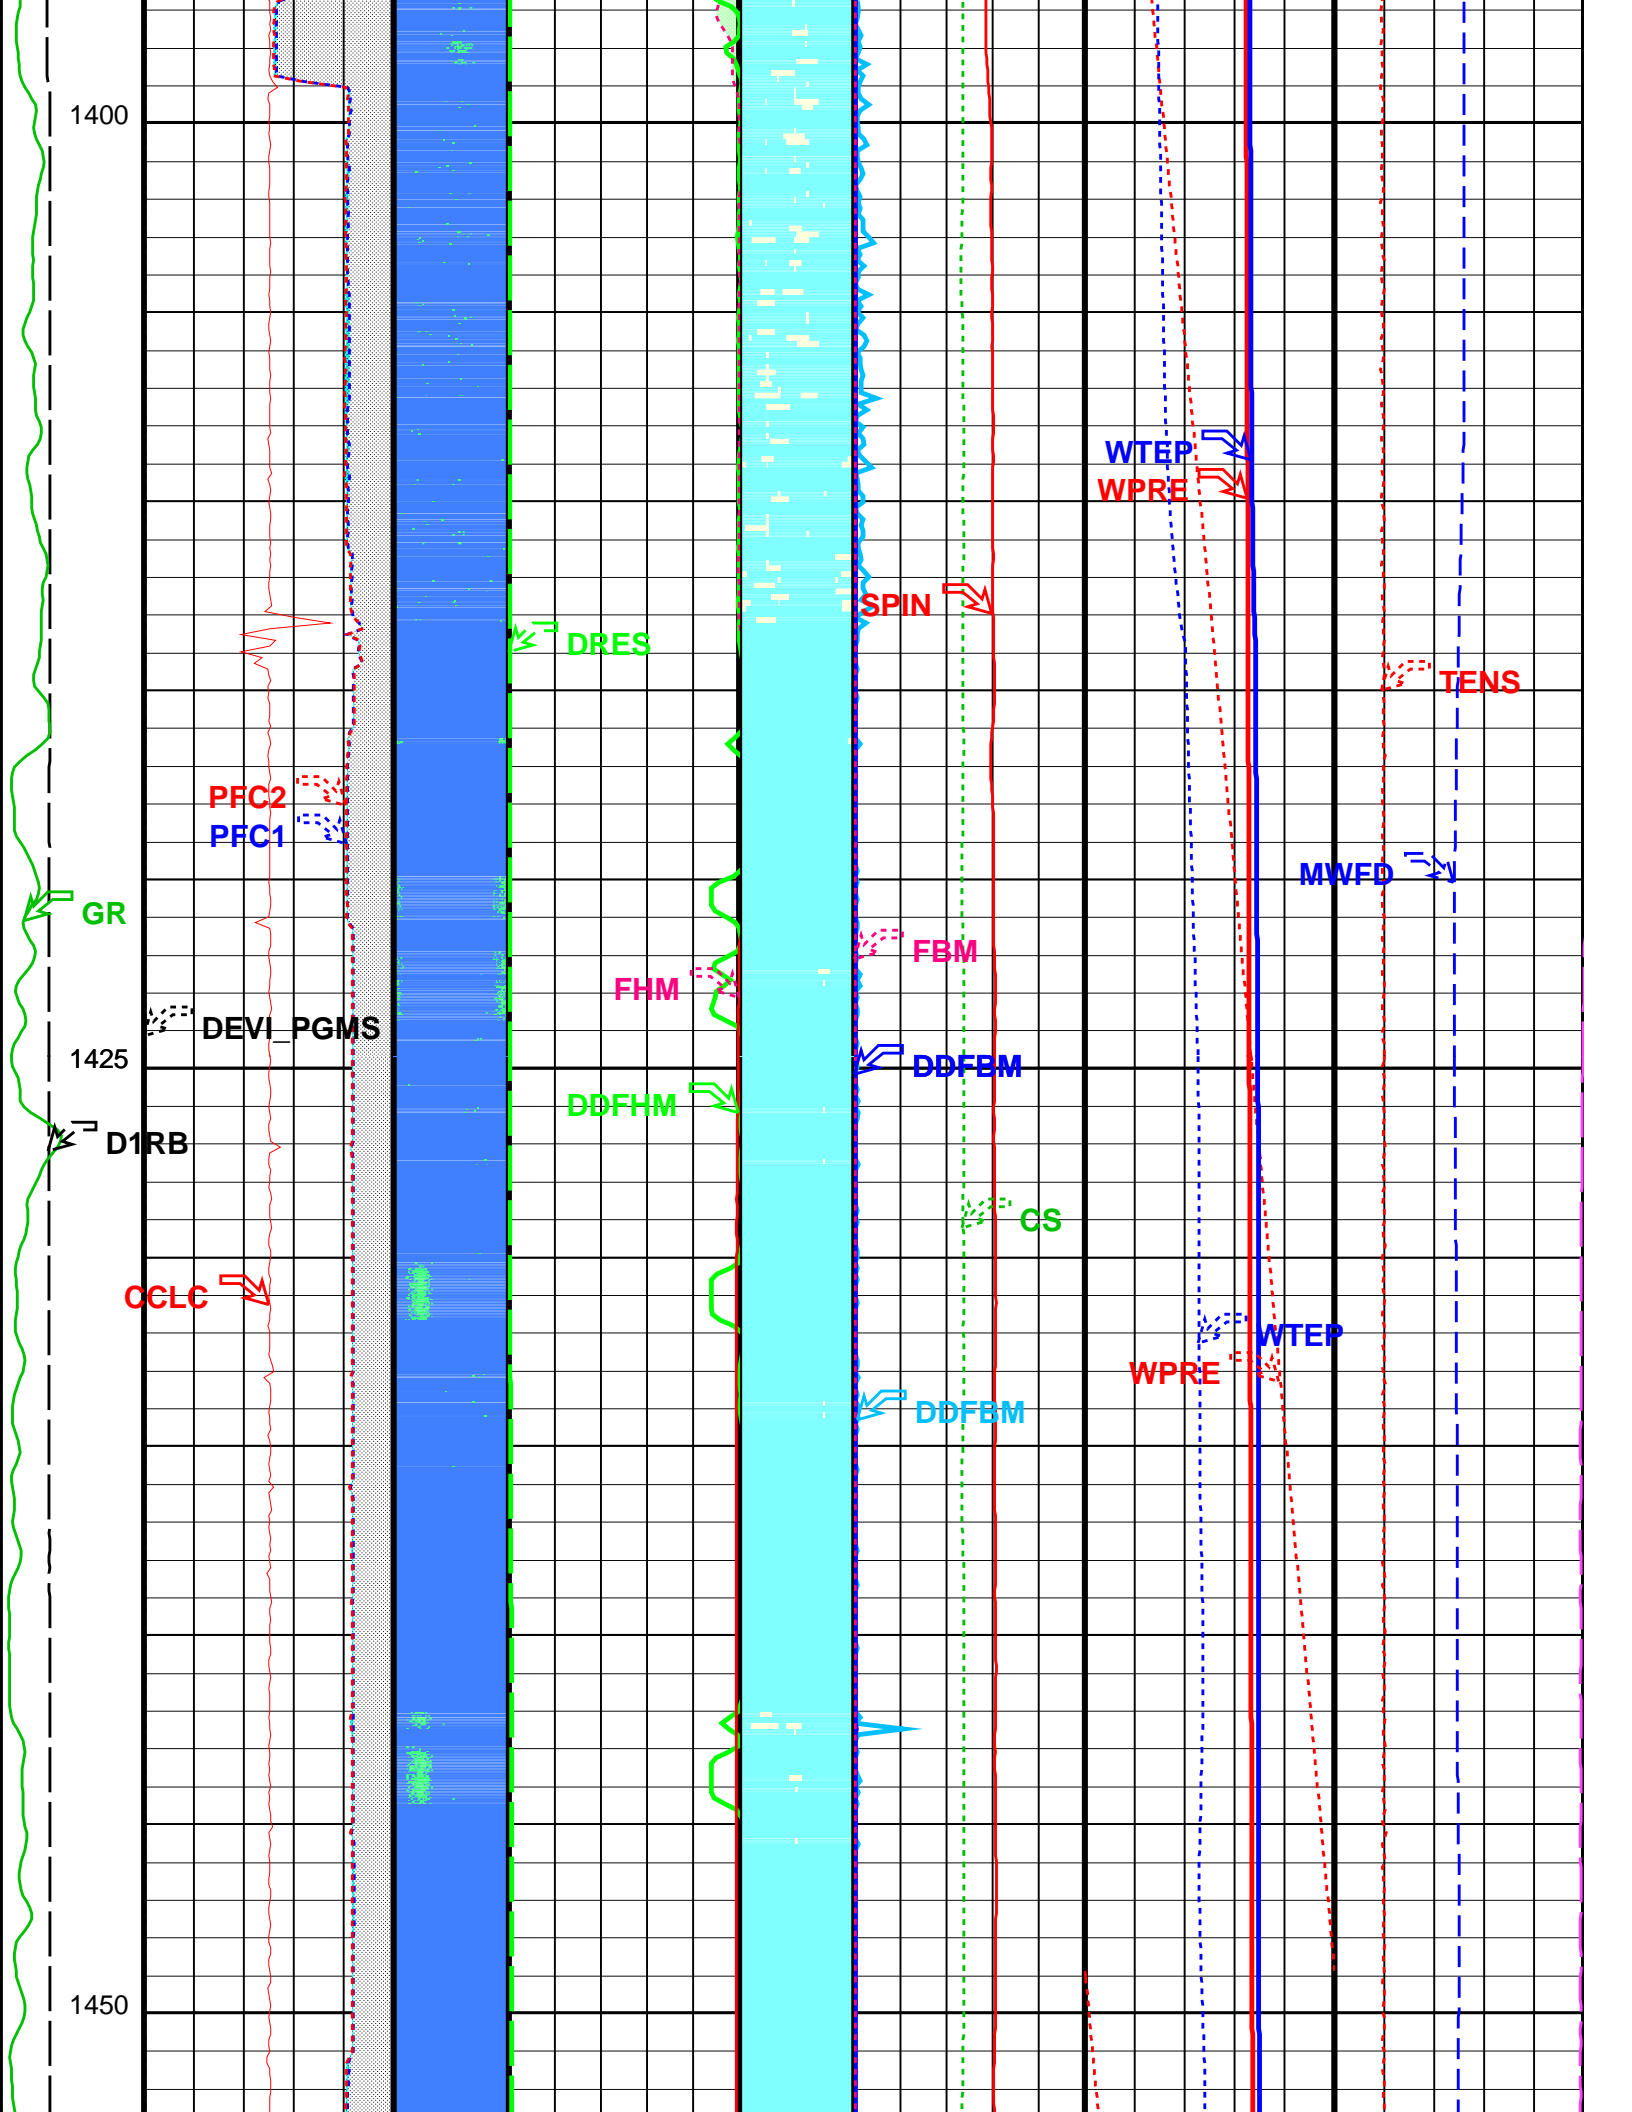 1400
WTEP
WPRE
SPIN
DRES
TENS
PFC2
PFC1
MWFD
GR
FBM
FHM
DEVI_PGMS
1425
DDFBM
DDFHM
D1RB
CS
CCLC
WTEP
WPRE
DDFBM
1450